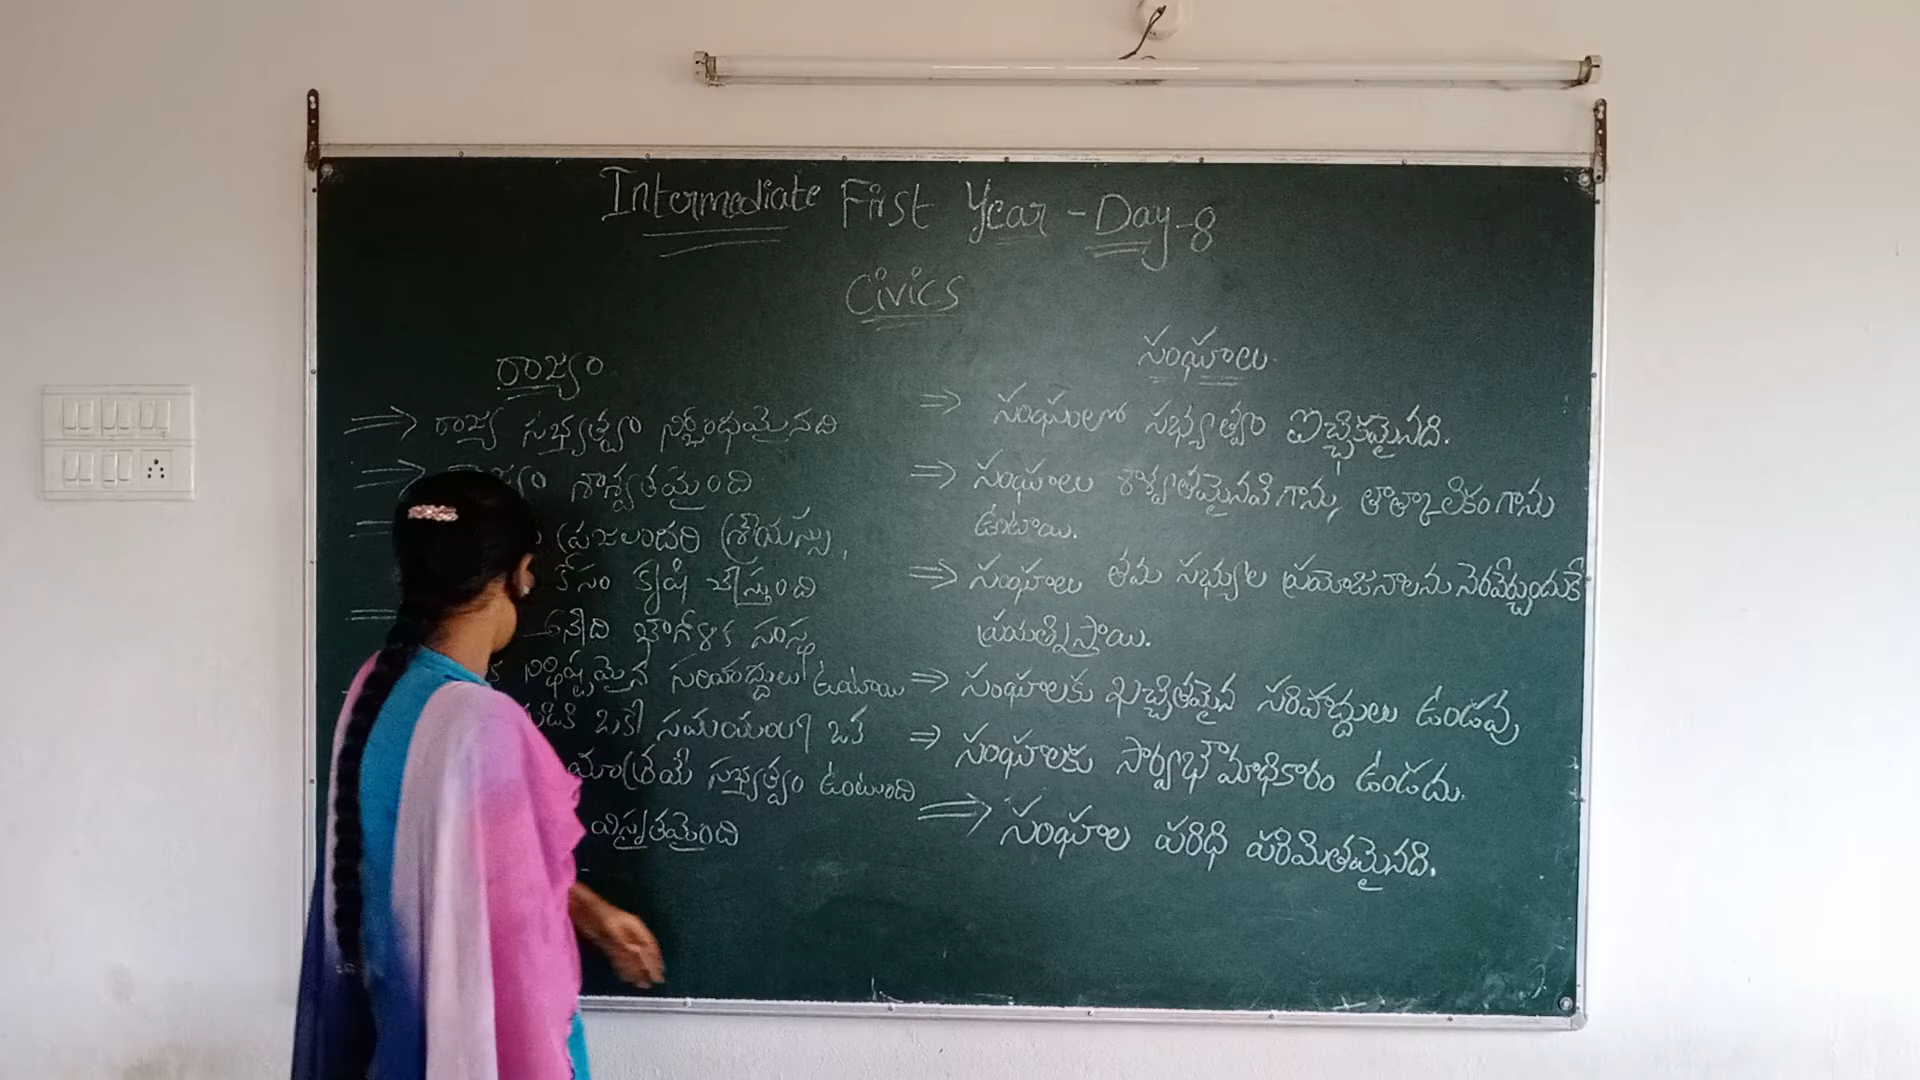 Intermediate First Year - Day-8
Civics
రాజ్యం
⇒ రాజ్య సభ్యత్వం నిర్భంధమైనది
⇒ శాశ్వతమైంది
ప్రజలందరి శ్రేయస్సు,
కోసం కృషి చేస్తుంది
అనేది భౌగోళిక సంస్థ
నిర్ధిష్టమైన సరిహద్దులు ఉంటాయి
ఒకే సమయంలో ఒక
సభ్యత్వం ఉంటుంది
విస్తృతమైంది
సంఘాలు
⇒ సంఘంలో సభ్యత్వం ఐచ్ఛికమైనది.
⇒ సంఘాలు శాశ్వతమైనవిగాను, తాత్కాలికంగాను
ఉంటాయి.
⇒ సంఘాలు తమ సభ్యుల ప్రయోజనాలను నెరవేర్చుందుకే
ప్రయత్నిస్తాయి.
⇒ సంఘాలకు ఖచ్చితమైన సరిహద్దులు ఉండవు
⇒ సంఘాలకు సార్వభౌమాధికారం ఉండదు.
⇒ సంఘాల పరిధి పరిమితమైనది.